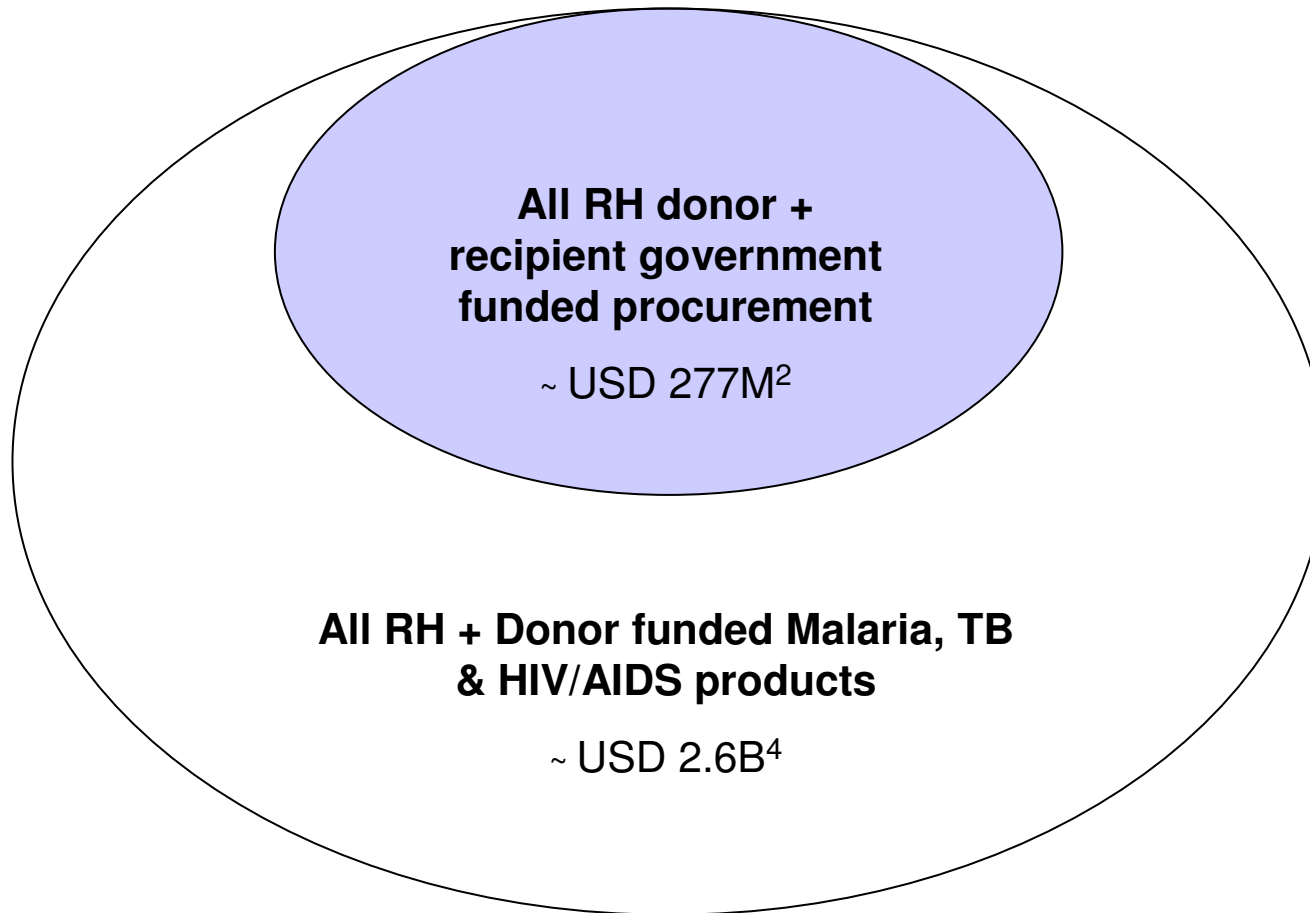 All RH donor +
recipient government
funded procurement
~ USD 277M²
All RH + Donor funded Malaria, TB
& HIV/AIDS products
~ USD 2.6B⁴